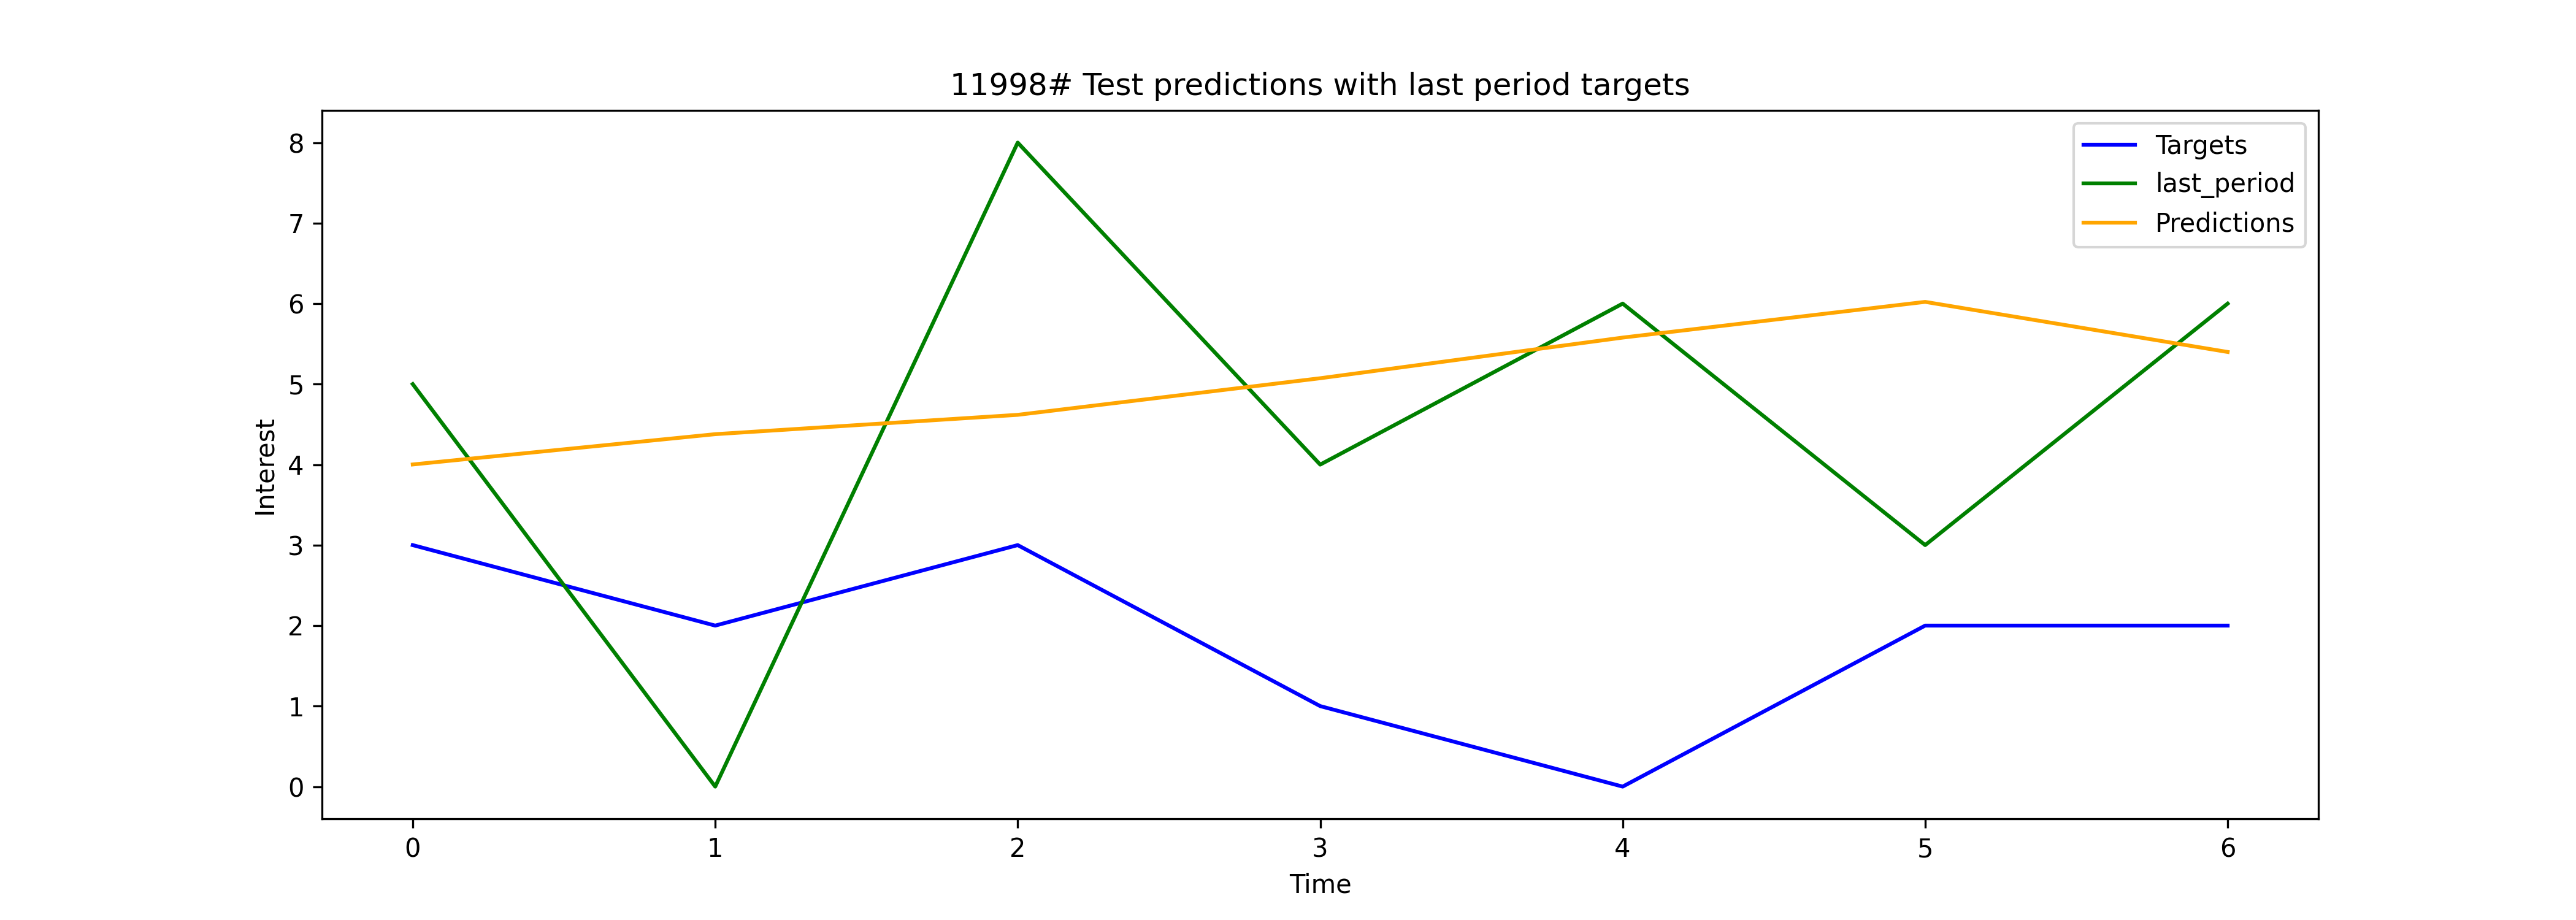 11998# Test predictions with last period targets
Targets
last_period
Predictions
Interest
8
7
6
5
4
3
2
1
0
0 1 2 3 4 5 6
Time